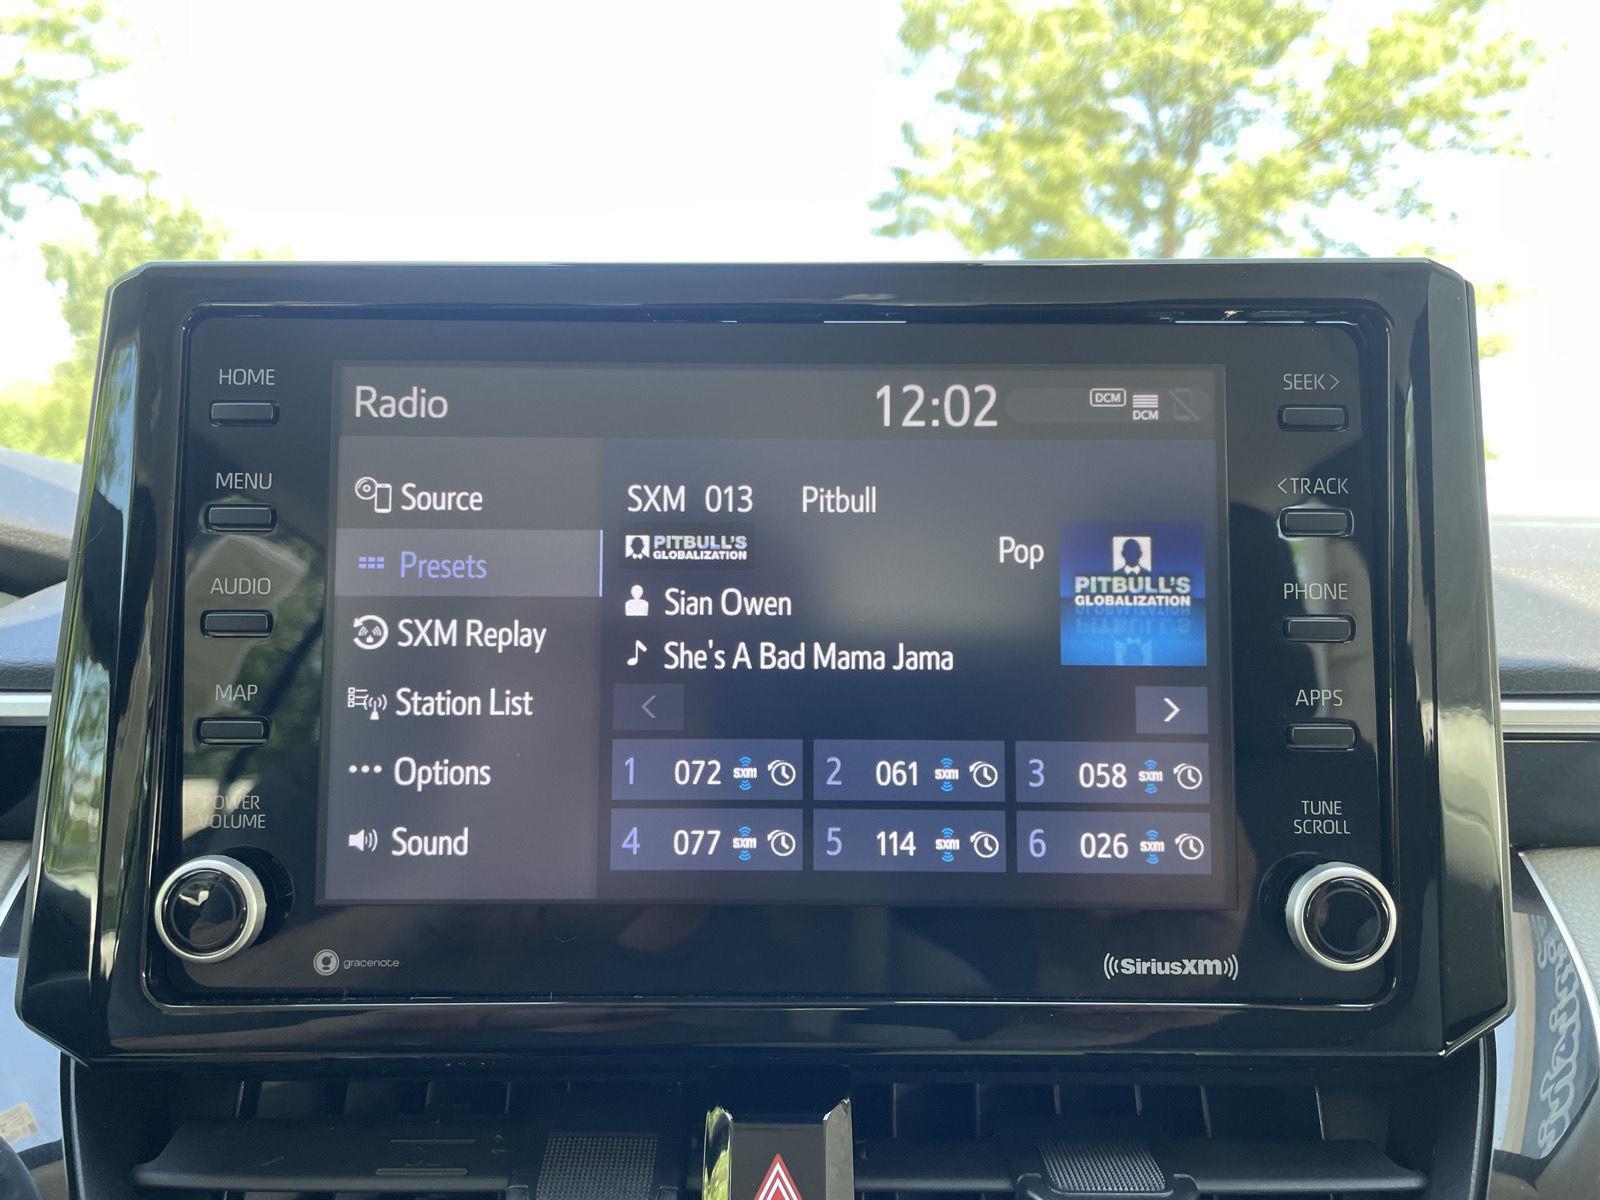 HOME
MENU
AUDIO
MAP
POWER
VOLUME
Radio
12:02
DCM
DCM
Source
Presets
SXM Replay
Station List
Options
Sound
SXM 013 Pitbull
PITBULL'S
GLOBALIZATION
Pop
PITBULL'S
GLOBALIZATION
Sian Owen
She's A Bad Mama Jama
<
>
1 072 sxm
2 061 sxm
3 058 sxm
4 077 sxm
5 114 sxm
6 026 sxm
SEEK >
< TRACK
PHONE
APPS
TUNE
SCROLL
gracenote
((SiriusXM))